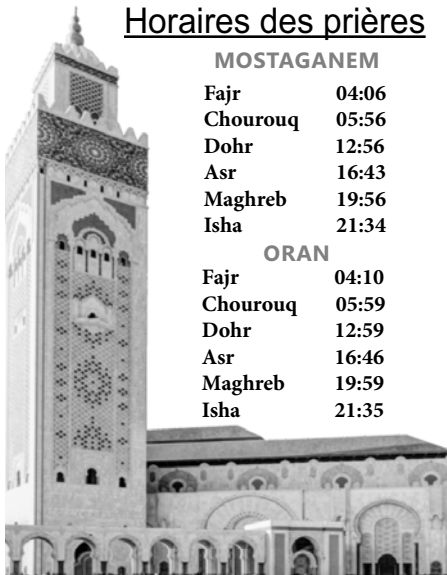 Horaires des prières
MOSTAGANEM
Fajr 04:06
Chourouq 05:56
Dohr 12:56
Asr 16:43
Maghreb 19:56
Isha 21:34
ORAN
Fajr 04:10
Chourouq 05:59
Dohr 12:59
Asr 16:46
Maghreb 19:59
Isha 21:35